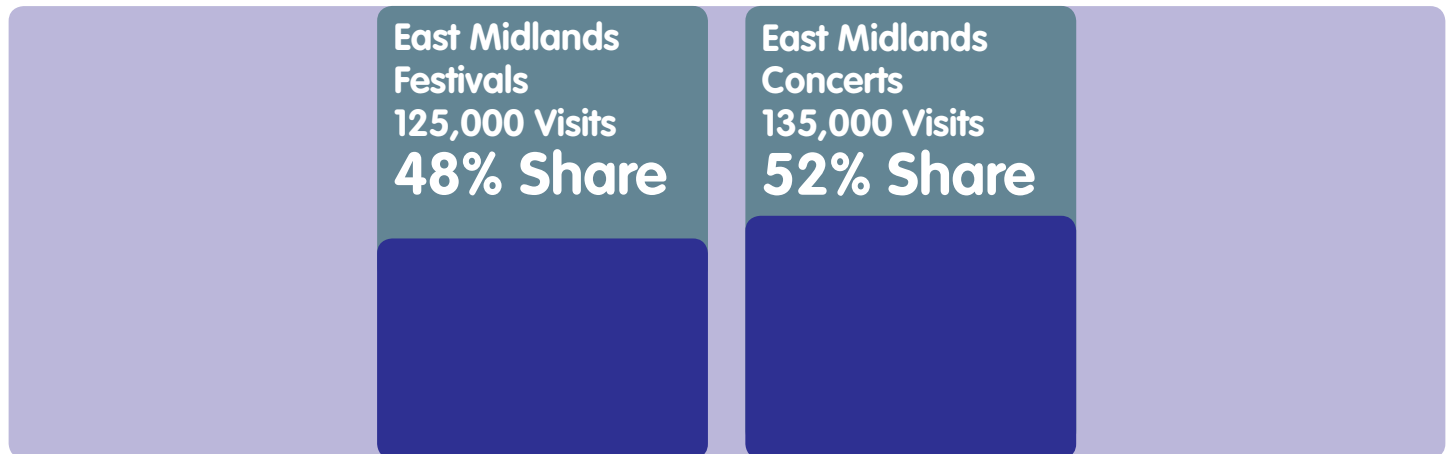 East Midlands
Festivals
125,000 Visits
48% Share
East Midlands
Concerts
135,000 Visits
52% Share